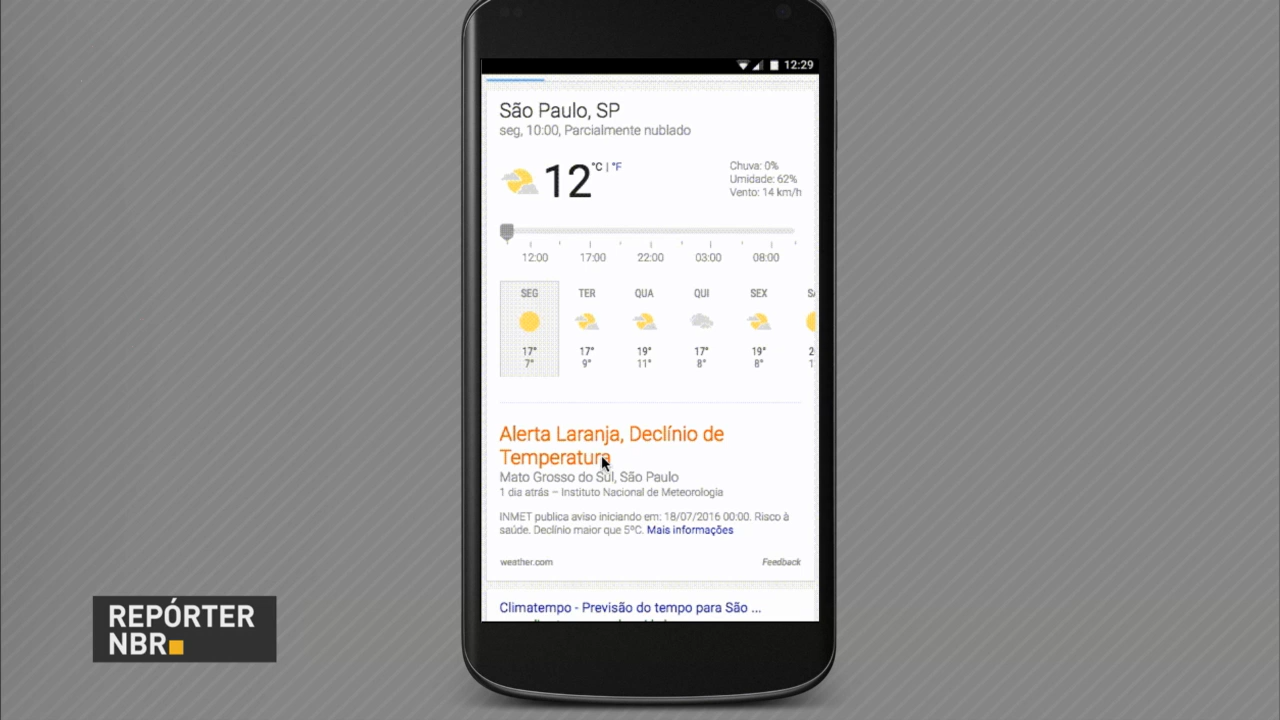 12:29
São Paulo, SP
seg, 10:00, Parcialmente nublado
12 °C | °F
Chuva: 0%
Umidade: 62%
Vento: 14 km/h
12:00 17:00 22:00 03:00 08:00
SEG TER QUA QUI SEX
17° 17° 19° 17° 19°
7° 9° 11° 8° 8°
Alerta Laranja, Declínio de
Temperatura
Mato Grosso do Sul, São Paulo
1 dia atrás – Instituto Nacional de Meteorologia
INMET publica aviso iniciando em: 18/07/2016 00:00. Risco à
saúde. Declínio maior que 5ºC. Mais informações
weather.com Feedback
Climatempo - Previsão do tempo para São ...
REPÓRTER
NBR